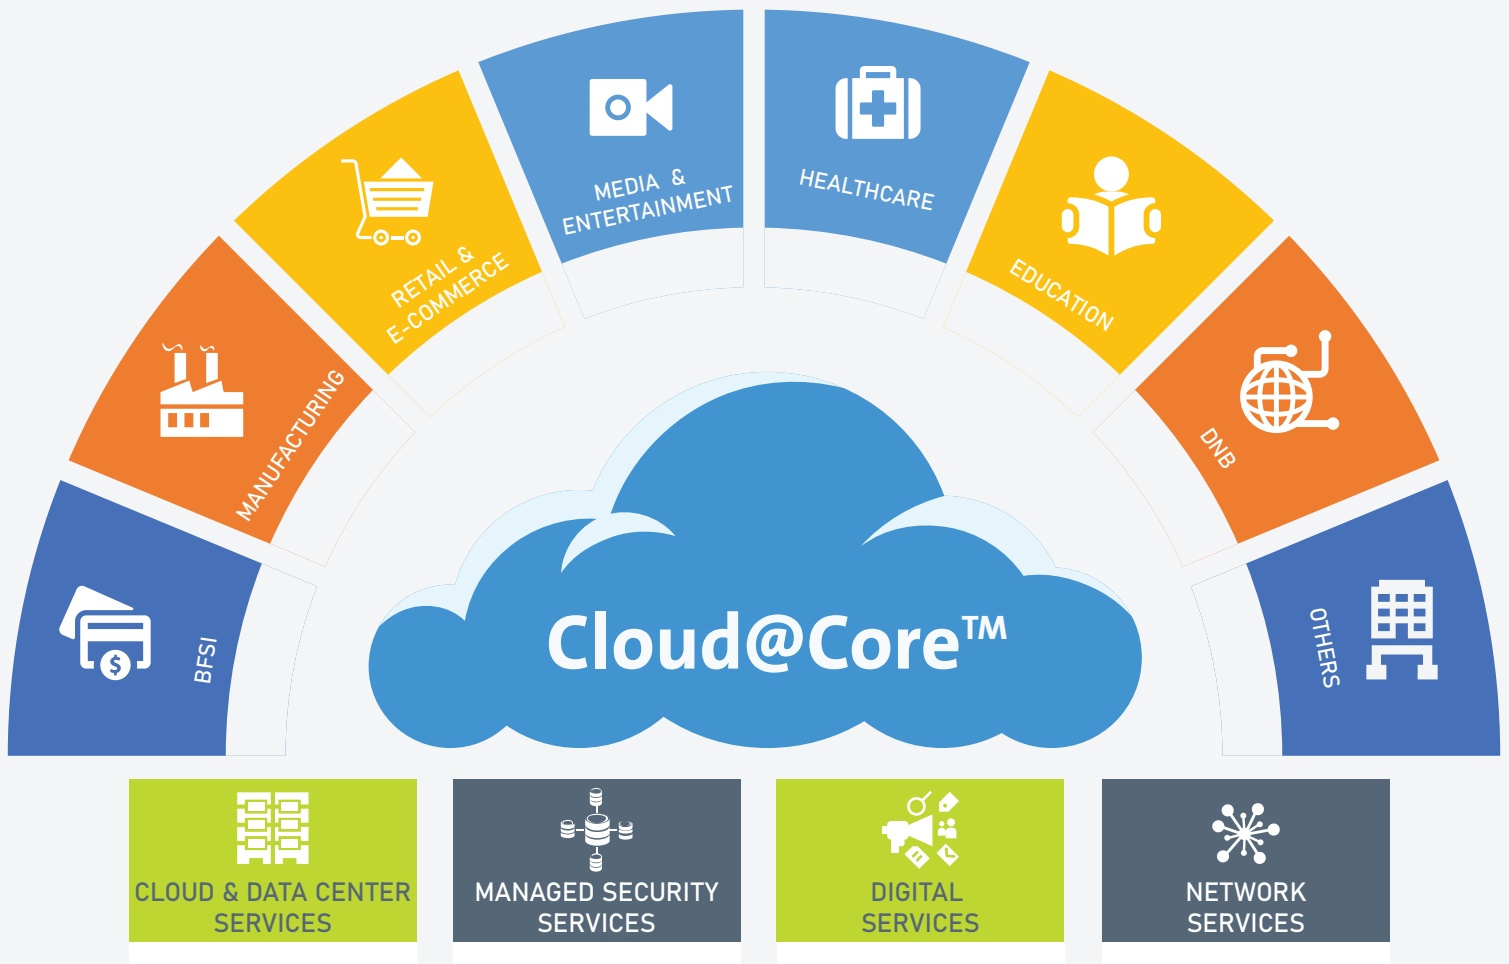 MEDIA &
ENTERTAINMENT
HEALTHCARE
RETAIL &
E-COMMERCE
EDUCATION
MANUFACTURING
DNB
BFSI
OTHERS
Cloud@Core™
CLOUD & DATA CENTER
SERVICES
MANAGED SECURITY
SERVICES
DIGITAL
SERVICES
NETWORK
SERVICES